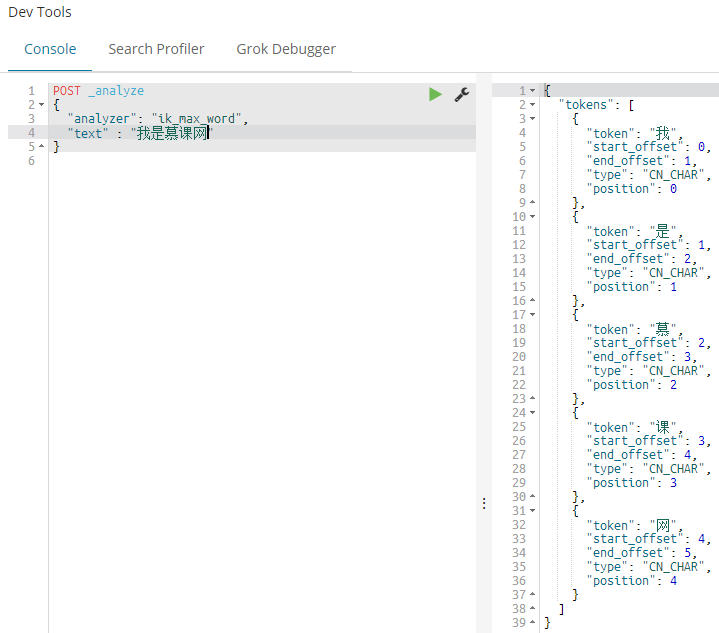 Dev Tools
Console Search Profiler Grok Debugger
1 POST _analyze
2 {
3 "analyzer": "ik_max_word",
4 "text" : "我是慕课网"
5 }
6
1 {
2 "tokens": [
3 {
4 "token": "我",
5 "start_offset": 0,
6 "end_offset": 1,
7 "type": "CN_CHAR",
8 "position": 0
9 },
10 {
11 "token": "是",
12 "start_offset": 1,
13 "end_offset": 2,
14 "type": "CN_CHAR",
15 "position": 1
16 },
17 {
18 "token": "慕",
19 "start_offset": 2,
20 "end_offset": 3,
21 "type": "CN_CHAR",
22 "position": 2
23 },
24 {
25 "token": "课",
26 "start_offset": 3,
27 "end_offset": 4,
28 "type": "CN_CHAR",
29 "position": 3
30 },
31 {
32 "token": "网",
33 "start_offset": 4,
34 "end_offset": 5,
35 "type": "CN_CHAR",
36 "position": 4
37 }
38 ]
39 }